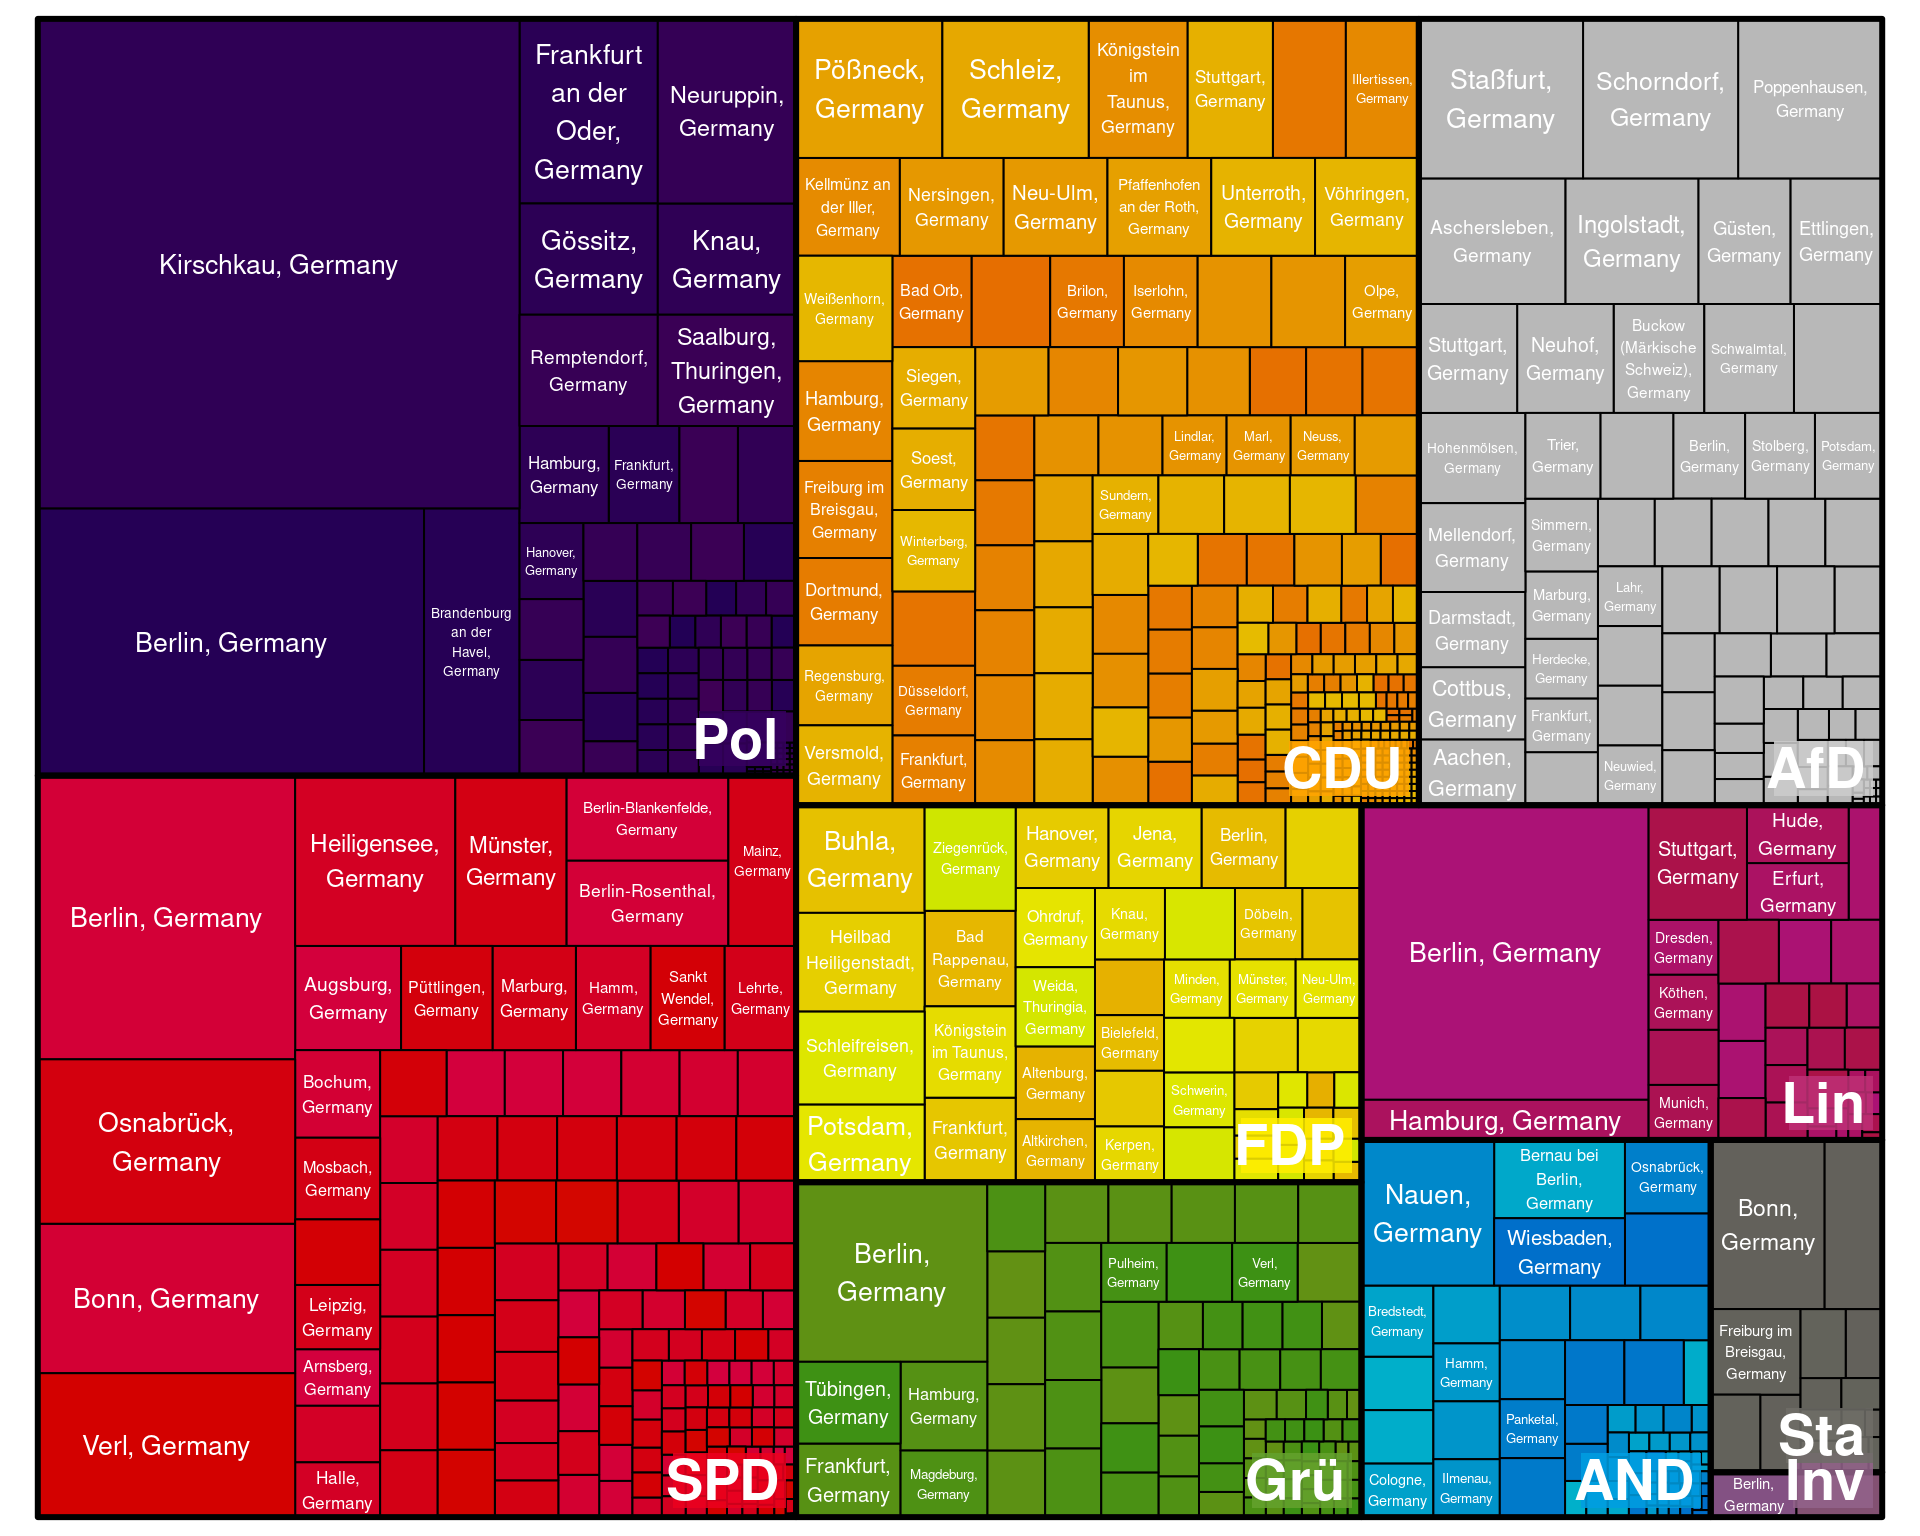 Kirschkau, Germany
Frankfurt
an der
Oder,
Germany
Neuruppin,
Germany
Gössitz,
Germany
Knau,
Germany
Remptendorf,
Germany
Saalburg,
Thuringen,
Germany
Hamburg,
Germany
Frankfurt,
Germany
Hanover,
Germany
Berlin, Germany
Brandenburg
an der
Havel,
Germany
Pol
Pößneck,
Germany
Schleiz,
Germany
Königstein
im
Taunus,
Germany
Stuttgart,
Germany
Illertissen,
Germany
Kellmünz an
der Iller,
Germany
Nersingen,
Germany
Neu-Ulm,
Germany
Pfaffenhofen
an der Roth,
Germany
Unterroth,
Germany
Vöhringen,
Germany
Weißenhorn,
Germany
Bad Orb,
Germany
Brilon,
Germany
Iserlohn,
Germany
Olpe,
Germany
Hamburg,
Germany
Siegen,
Germany
Soest,
Germany
Lindlar,
Germany
Marl,
Germany
Neuss,
Germany
Freiburg im
Breisgau,
Germany
Sundern,
Germany
Winterberg,
Germany
Dortmund,
Germany
Regensburg,
Germany
Düsseldorf,
Germany
Versmold,
Germany
Frankfurt,
Germany
CDU
Staßfurt,
Germany
Schorndorf,
Germany
Poppenhausen,
Germany
Aschersleben,
Germany
Ingolstadt,
Germany
Güsten,
Germany
Ettlingen,
Germany
Stuttgart,
Germany
Neuhof,
Germany
Buckow
(Märkische
Schweiz),
Germany
Schwalmtal,
Germany
Hohenmölsen,
Germany
Trier,
Germany
Berlin,
Germany
Stolberg,
Germany
Potsdam,
Germany
Mellendorf,
Germany
Simmern,
Germany
Darmstadt,
Germany
Marburg,
Germany
Lahr,
Germany
Herdecke,
Germany
Cottbus,
Germany
Frankfurt,
Germany
Aachen,
Germany
Neuwied,
Germany
AfD
Berlin, Germany
Heiligensee,
Germany
Münster,
Germany
Berlin-Blankenfelde,
Germany
Berlin-Rosenthal,
Germany
Mainz,
Germany
Augsburg,
Germany
Püttlingen,
Germany
Marburg,
Germany
Hamm,
Germany
Sankt
Wendel,
Germany
Lehrte,
Germany
Osnabrück,
Germany
Bochum,
Germany
Mosbach,
Germany
Bonn, Germany
Leipzig,
Germany
Arnsberg,
Germany
Verl, Germany
Halle,
Germany
SPD
Buhla,
Germany
Ziegenrück,
Germany
Hanover,
Germany
Jena,
Germany
Berlin,
Germany
Heilbad
Heiligenstadt,
Germany
Bad
Rappenau,
Germany
Ohrdruf,
Germany
Knau,
Germany
Döbeln,
Germany
Weida,
Thuringia,
Germany
Minden,
Germany
Münster,
Germany
Neu-Ulm,
Germany
Schleifreisen,
Germany
Königstein
im Taunus,
Germany
Bielefeld,
Germany
Altenburg,
Germany
Schwerin,
Germany
Potsdam,
Germany
Frankfurt,
Germany
Altkirchen,
Germany
Kerpen,
Germany
FDP
Berlin, Germany
Stuttgart,
Germany
Hude,
Germany
Erfurt,
Germany
Dresden,
Germany
Köthen,
Germany
Munich,
Germany
Hamburg, Germany
Lin
Berlin,
Germany
Pulheim,
Germany
Verl,
Germany
Tübingen,
Germany
Hamburg,
Germany
Frankfurt,
Germany
Magdeburg,
Germany
Grü
Nauen,
Germany
Bernau bei
Berlin,
Germany
Osnabrück,
Germany
Wiesbaden,
Germany
Bredstedt,
Germany
Hamm,
Germany
Panketal,
Germany
Cologne,
Germany
Ilmenau,
Germany
AND
Bonn,
Germany
Freiburg im
Breisgau,
Germany
Sta
Berlin,
Germany
Inv